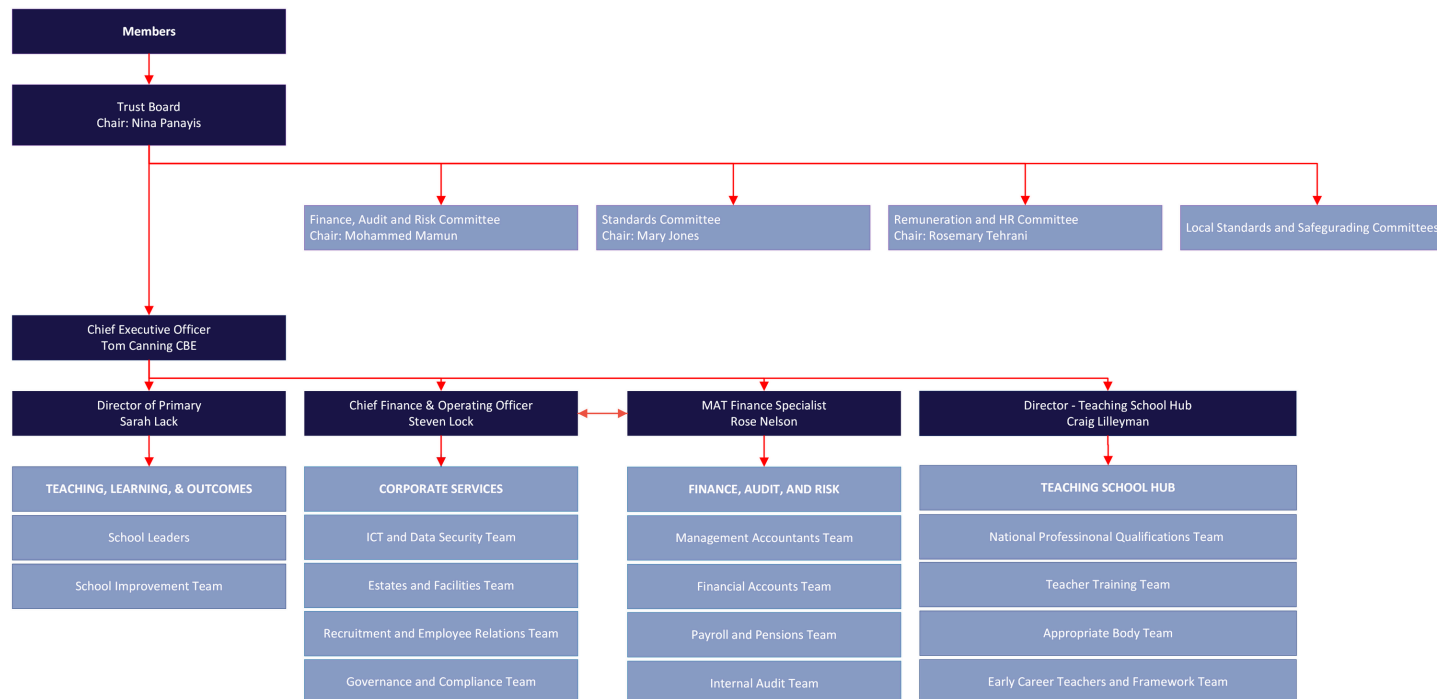 Members
Trust Board
Chair: Nina Panayis
Finance, Audit and Risk Committee
Chair: Mohammed Mamun
Standards Committee
Chair: Mary Jones
Remuneration and HR Committee
Chair: Rosemary Tehrani
Local Standards and Safegurading Committees
Chief Executive Officer
Tom Canning CBE
Director of Primary
Sarah Lack
Chief Finance & Operating Officer
Steven Lock
MAT Finance Specialist
Rose Nelson
Director - Teaching School Hub
Craig Lilleyman
TEACHING, LEARNING, & OUTCOMES
School Leaders
School Improvement Team
CORPORATE SERVICES
ICT and Data Security Team
Estates and Facilities Team
Recruitment and Employee Relations Team
Governance and Compliance Team
FINANCE, AUDIT, AND RISK
Management Accountants Team
Financial Accounts Team
Payroll and Pensions Team
Internal Audit Team
TEACHING SCHOOL HUB
National Professinonal Qualifications Team
Teacher Training Team
Appropriate Body Team
Early Career Teachers and Framework Team